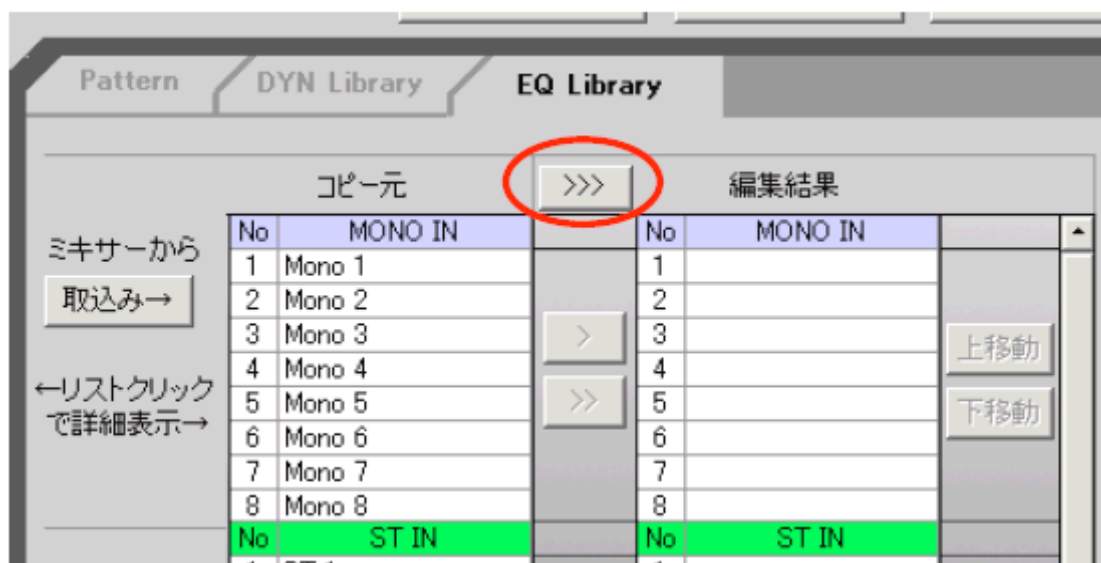 Pattern DYN Library EQ Library
コピー元 >>> 編集結果
ミキサーから
取込み→
←リストクリック
で詳細表示→
No MONO IN No MONO IN
1 Mono 1 1
2 Mono 2 2
3 Mono 3 > 3 上移動
4 Mono 4 4
5 Mono 5 >> 5 下移動
6 Mono 6 6
7 Mono 7 7
8 Mono 8 8
No ST IN No ST IN